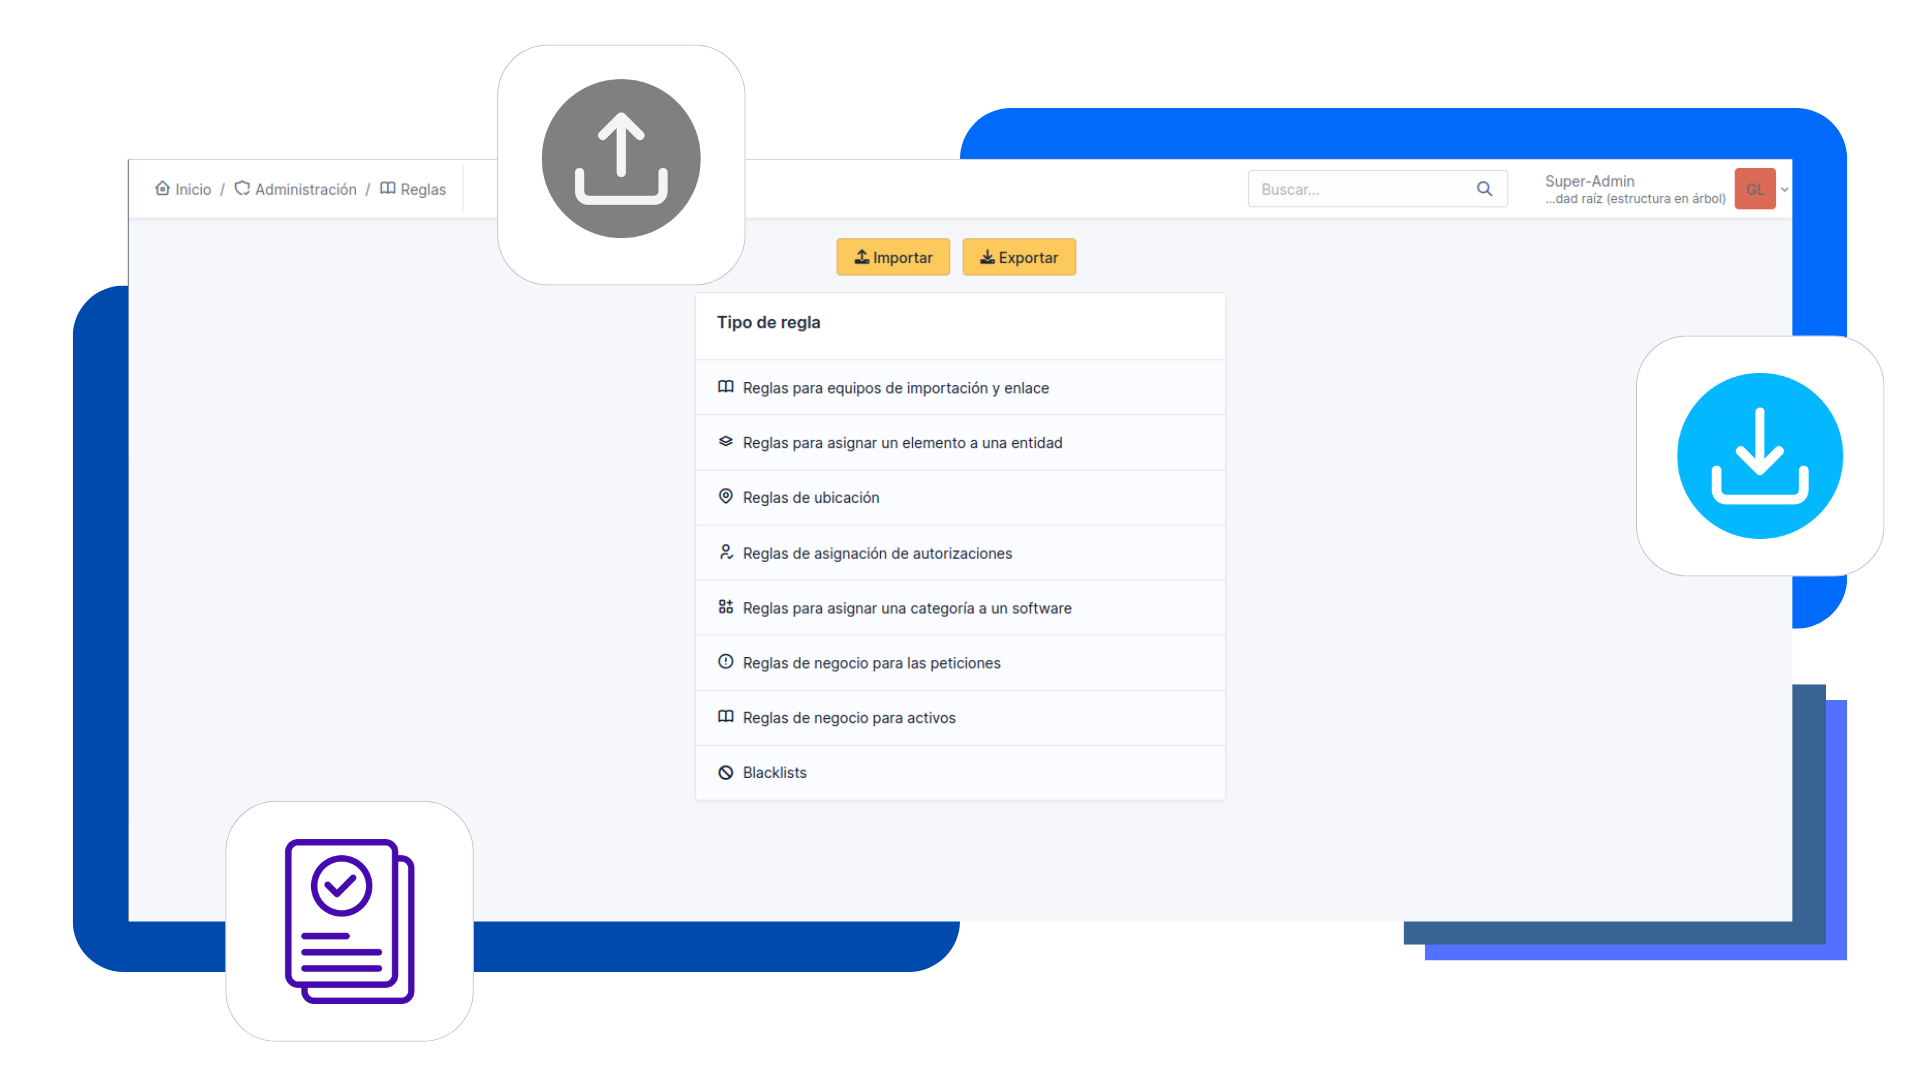 Inicio / Administración / Reglas
Buscar...
Super-Admin
...dad raíz (estructura en árbol)
GL
Importar
Exportar
Tipo de regla
Reglas para equipos de importación y enlace
Reglas para asignar un elemento a una entidad
Reglas de ubicación
Reglas de asignación de autorizaciones
Reglas para asignar una categoría a un software
Reglas de negocio para las peticiones
Reglas de negocio para activos
Blacklists